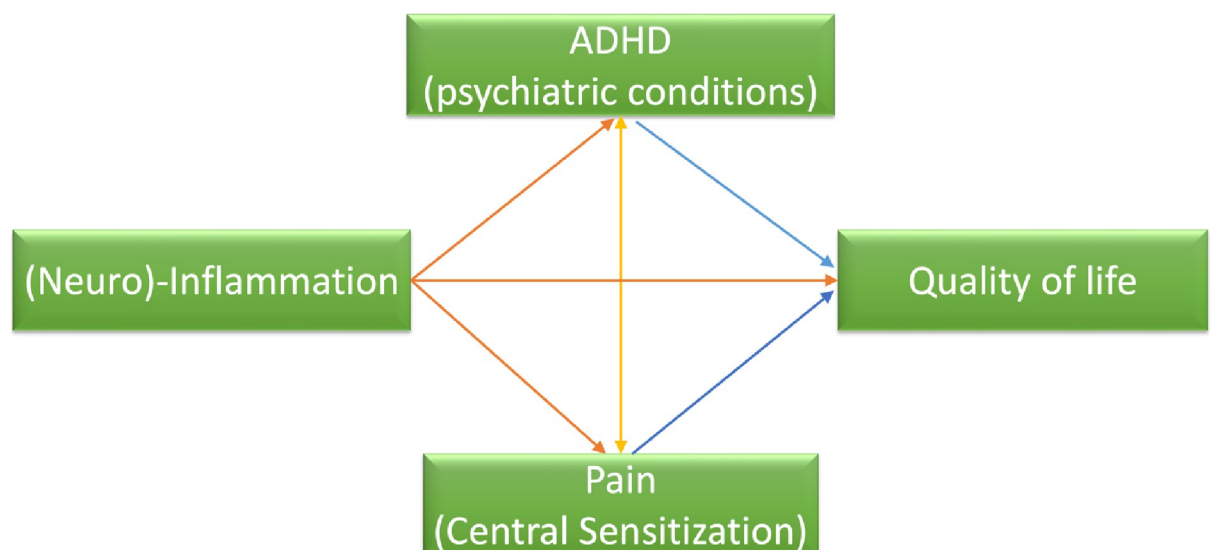 ADHD
(psychiatric conditions)
(Neuro)-Inflammation
Quality of life
Pain
(Central Sensitization)